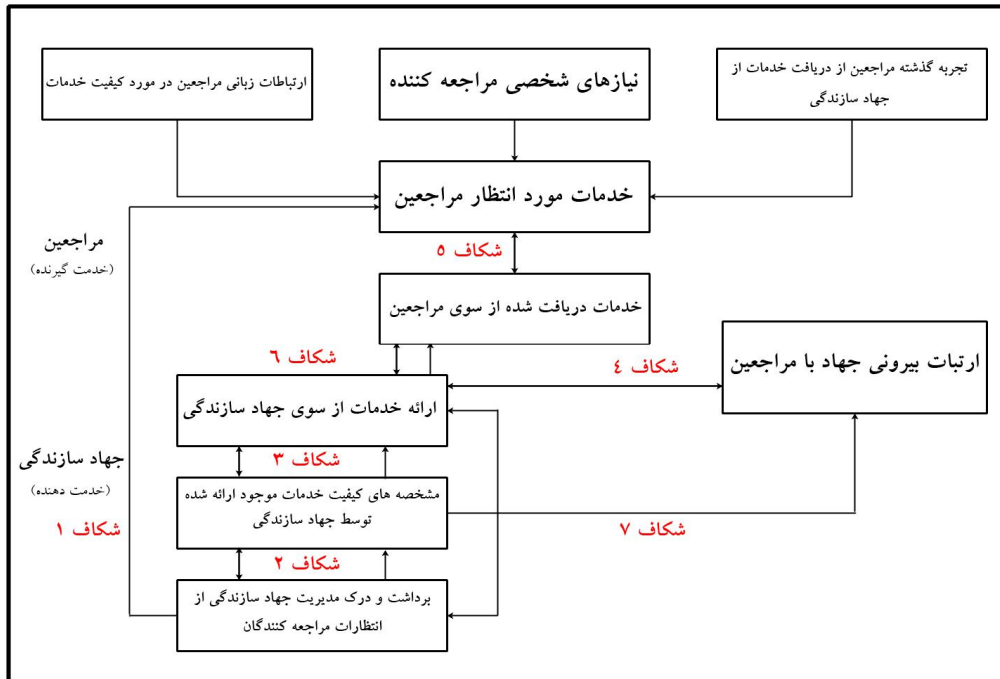 تجربه گذشته مراجعین از دریافت خدمات از
جهاد سازندگی
نیازهای شخصی مراجعه کننده
ارتباطات زبانی مراجعین در مورد کیفیت خدمات
خدمات مورد انتظار مراجعین
شکاف ۵
مراجعین
(خدمت گیرنده)
خدمات دریافت شده از سوی مراجعین
شکاف ۶
شکاف ۴
ارتبات بیرونی جهاد با مراجعین
ارائه خدمات از سوی جهاد سازندگی
شکاف ۳
جهاد سازندگی
(خدمت دهنده)
مشخصه های کیفیت خدمات موجود ارائه شده
توسط جهاد سازندگی
شکاف ۷
شکاف ۱
شکاف ۲
برداشت و درک مدیریت جهاد سازندگی از
انتظارات مراجعه کنندگان